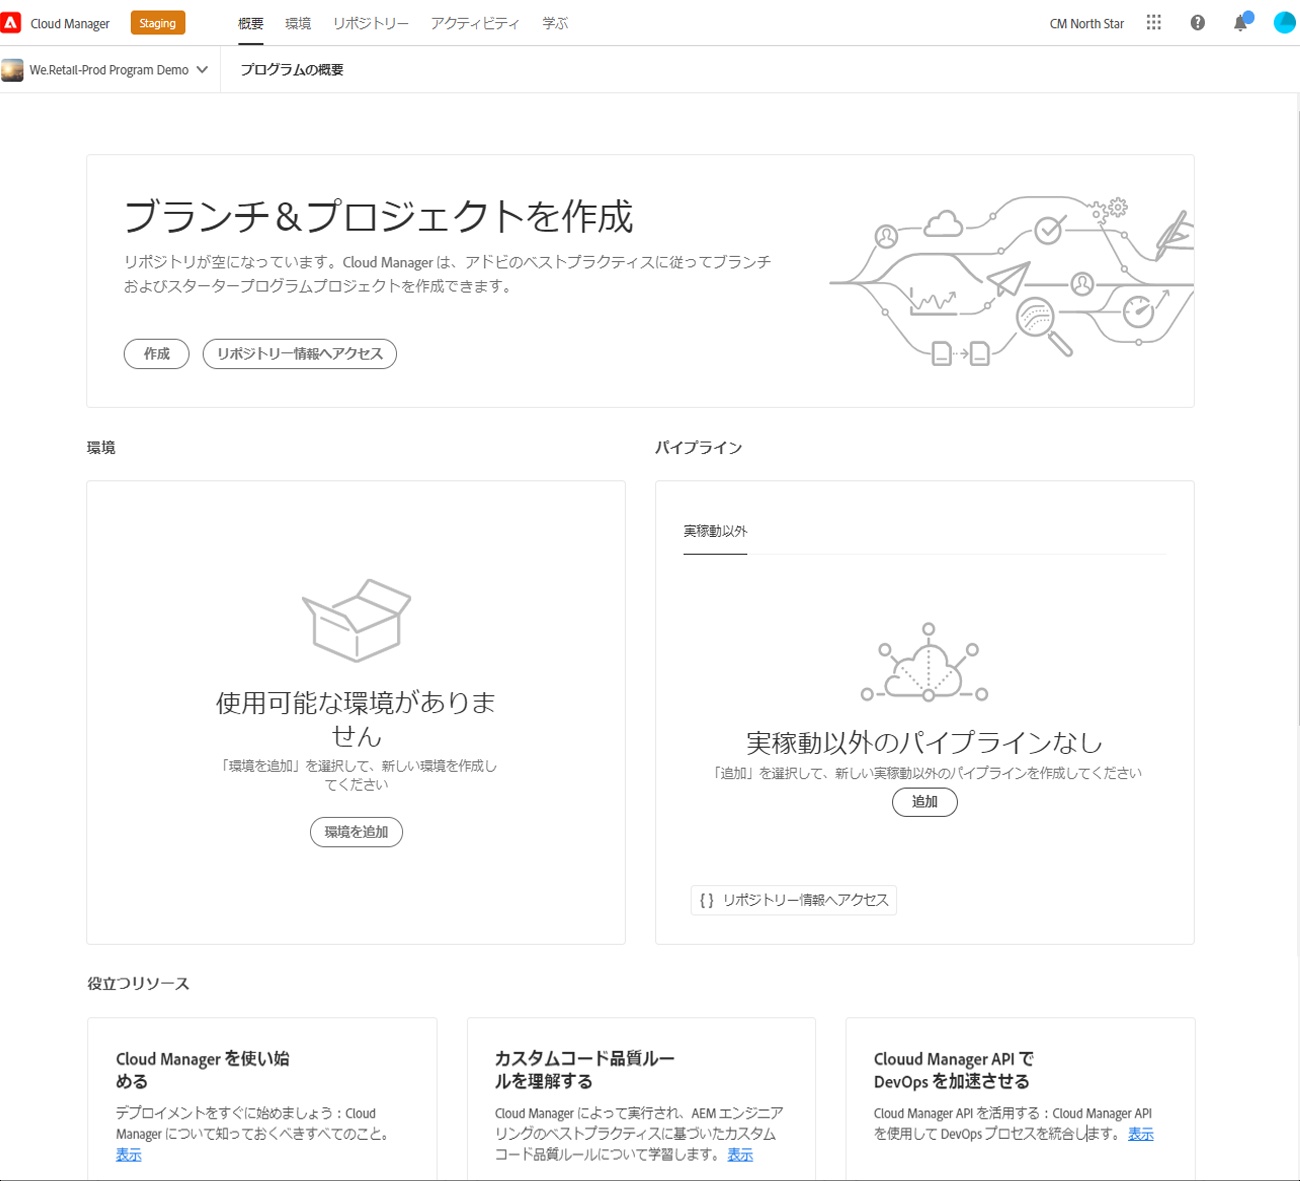 Cloud Manager Staging 概要 環境 リポジトリー アクティビティ 学ぶ CM North Star
We.Retail-Prod Program Demo プログラムの概要
ブランチ＆プロジェクトを作成
リポジトリが空になっています。Cloud Manager は、アドビのベストプラクティスに従ってブランチ
およびスタータープログラムプロジェクトを作成できます。
作成 リポジトリー情報へアクセス
環境
使用可能な環境がありま
せん
「環境を追加」を選択して、新しい環境を作成し
てください
環境を追加
パイプライン
実稼動以外
実稼動以外のパイプラインなし
「追加」を選択して、新しい実稼動以外のパイプラインを作成してください
追加
{ } リポジトリー情報へアクセス
役立つリソース
Cloud Manager を使い始
める
デプロイメントをすぐに始めましょう：Cloud
Manager について知っておくべきすべてのこと。
表示
カスタムコード品質ルー
ルを理解する
Cloud Manager によって実行され、AEM エンジニア
リングのベストプラクティスに基づいたカスタム
コード品質ルールについて学習します。 表示
Clouud Manager API で
DevOps を加速させる
Cloud Manager API を活用する：Cloud Manager API
を使用して DevOps プロセスを統合します。 表示